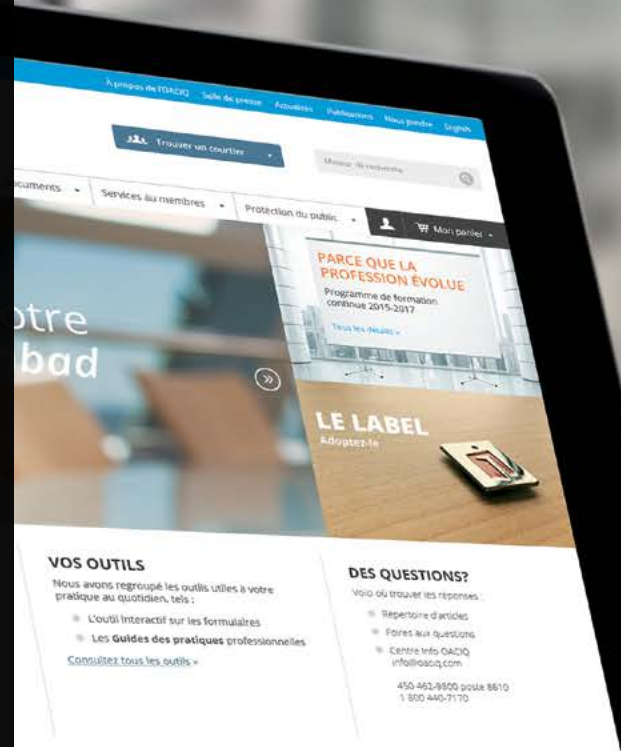 À propos de l'OACIQ Salle de presse Actualités Publications Nous joindre English
Trouver un courtier
Moteur de recherche
ocuments Services au membres Protection du public Mon panier
otre
bad
PARCE QUE LA
PROFESSION ÉVOLUE
Programme de formation
continue 2015-2017
Tous les détails »
LE LABEL
Adoptez-le
VOS OUTILS
Nous avons regroupé les outils utiles à votre
pratique au quotidien, tels :
L'outil interactif sur les formulaires
Les Guides des pratiques professionnelles
Consultez tous les outils »
DES QUESTIONS?
Voici où trouver les réponses :
Répertoire d'articles
Foires aux questions
Centre Info OACIQ
info@oaciq.com
450 462-9800 poste 8610
1 800 440-7170